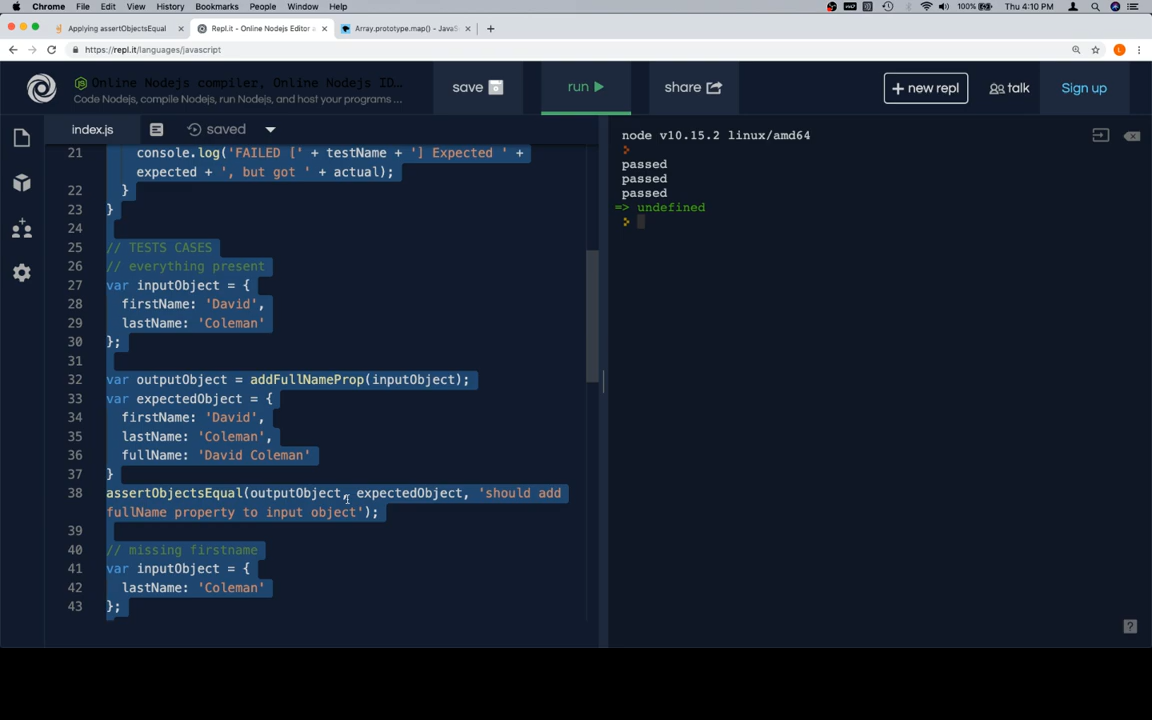 Chrome File Edit View History Bookmarks People Window Help 100% Thu 4:10 PM
Applying assertObjectsEqual Repl.it - Online Nodejs Editor Array.prototype.map() - JavaS
https://repl.it/languages/javascript
Online Nodejs compiler, Online Nodejs ID...
Code Nodejs, compile Nodejs, run Nodejs, and host your programs ...
save run share + new repl talk Sign up
index.js saved
node v10.15.2 linux/amd64
passed
passed
passed
=> undefined
21 console.log('FAILED [' + testName + '] Expected ' +
expected + ', but got ' + actual);
22 }
23 }
24
25 // TESTS CASES
26 // everything present
27 var inputObject = {
28 firstName: 'David',
29 lastName: 'Coleman'
30 };
31
32 var outputObject = addFullNameProp(inputObject);
33 var expectedObject = {
34 firstName: 'David',
35 lastName: 'Coleman',
36 fullName: 'David Coleman'
37 }
38 assertObjectsEqual(outputObject, expectedObject, 'should add
fullName property to input object');
39
40 // missing firstname
41 var inputObject = {
42 lastName: 'Coleman'
43 };